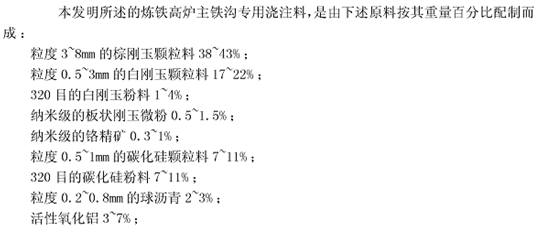 本发明所述的炼铁高炉主铁沟专用浇注料,是由下述原料按其重量百分比配制而
成:
粒度 3~8mm 的棕刚玉颗粒料 38~43%;
粒度 0.5~3mm 的白刚玉颗粒料 17~22%;
320 目的白刚玉粉料 1~4%;
纳米级的板状刚玉微粉 0.5~1.5%;
纳米级的铬精矿 0.3~1%;
粒度 0.5~1mm 的碳化硅颗粒料 7~11%;
320 目的碳化硅粉料 7~11%;
粒度 0.2~0.8mm 的球沥青 2~3%;
活性氧化铝 3~7%;